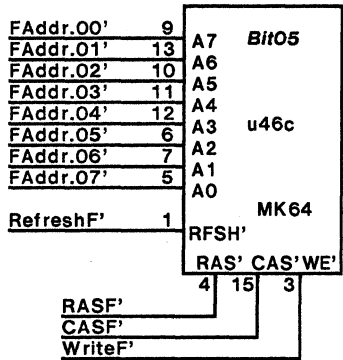 FAddr.00' 9 A7 Bit05
FAddr.01' 13 A6
FAddr.02' 10 A5
FAddr.03' 11 A4
FAddr.04' 12 A3 u46c
FAddr.05' 6 A2
FAddr.06' 7 A1
FAddr.07' 5 A0
MK64
RefreshF' 1 RFSH'
RAS' CAS' WE'
4 15 3
RASF'
CASF'
WriteF'